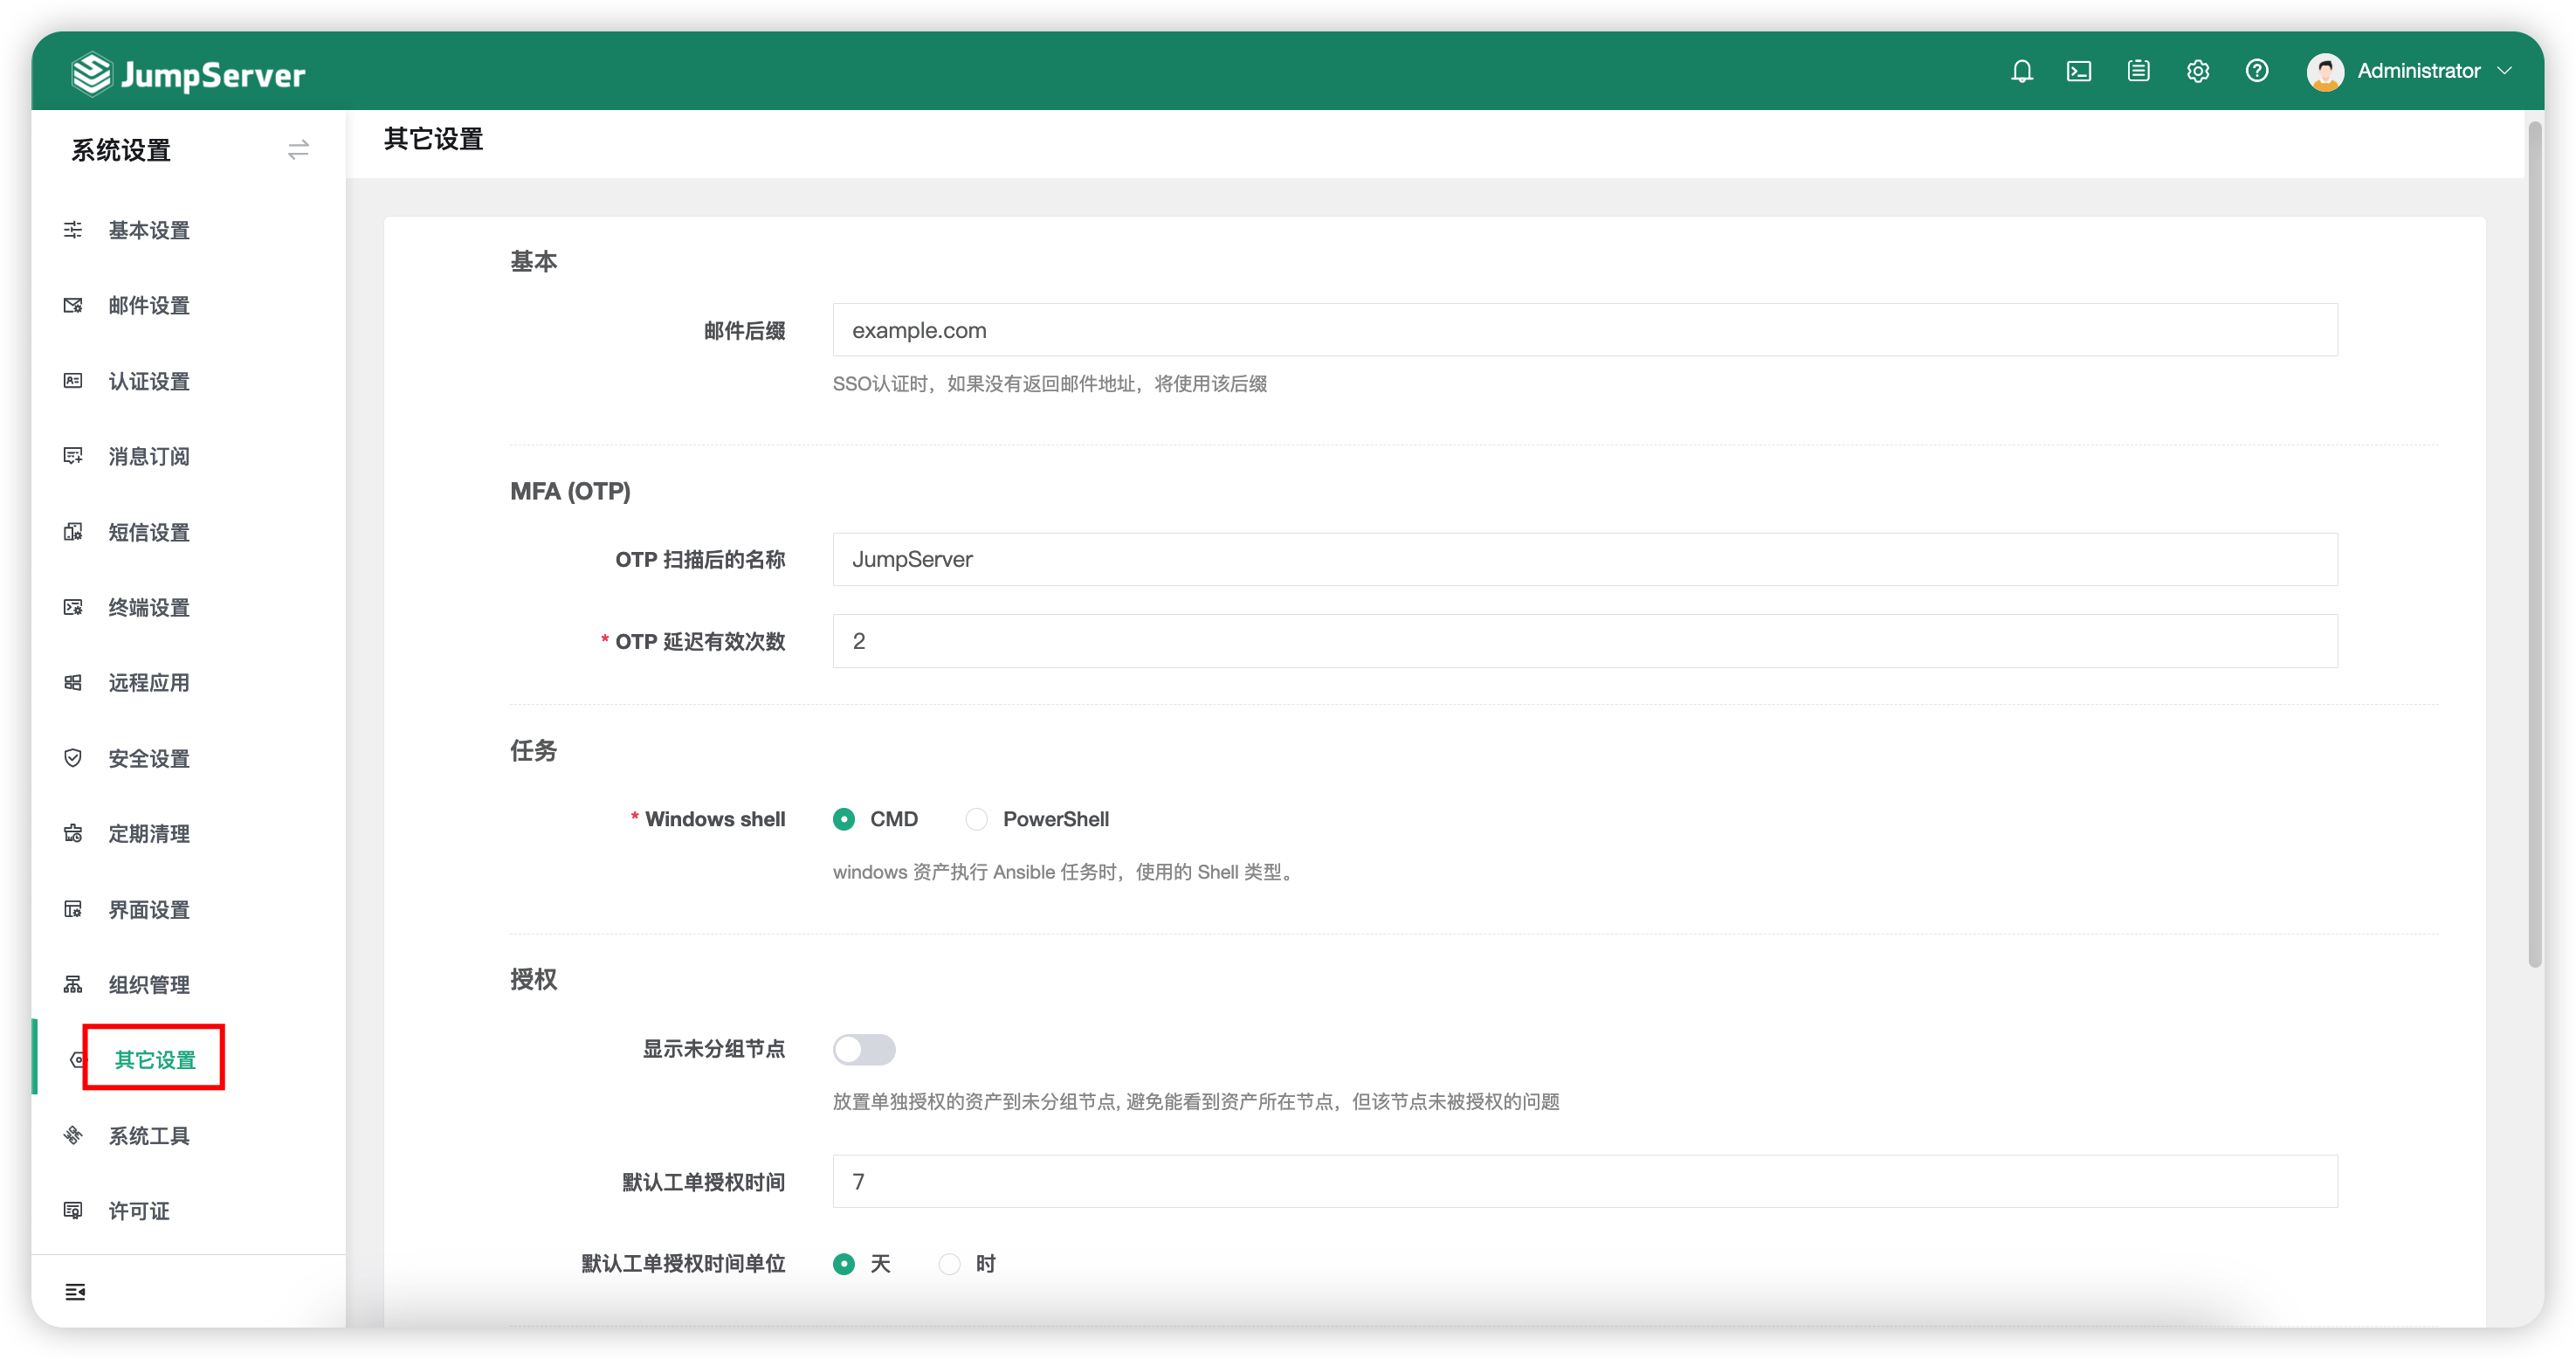 JumpServer
Administrator
系统设置
基本设置
邮件设置
认证设置
消息订阅
短信设置
终端设置
远程应用
安全设置
定期清理
界面设置
组织管理
其它设置
系统工具
许可证
其它设置
基本
邮件后缀 example.com
SSO认证时，如果没有返回邮件地址，将使用该后缀
MFA (OTP)
OTP 扫描后的名称 JumpServer
* OTP 延迟有效次数 2
任务
* Windows shell CMD PowerShell
windows 资产执行 Ansible 任务时，使用的 Shell 类型。
授权
显示未分组节点
放置单独授权的资产到未分组节点, 避免能看到资产所在节点，但该节点未被授权的问题
默认工单授权时间 7
默认工单授权时间单位 天 时